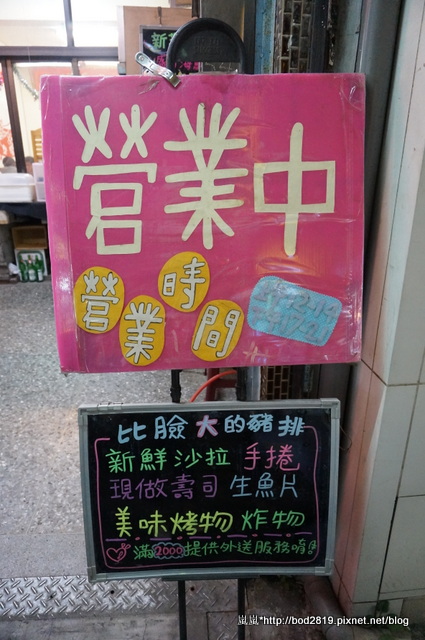 營業中
營業時間
比臉大的豬排
新鮮沙拉 手捲
現做壽司 生魚片
美味烤物 炸物
滿2000提供外送服務唷!
嵐嵐*http://bod2819.pixnet.net/blog